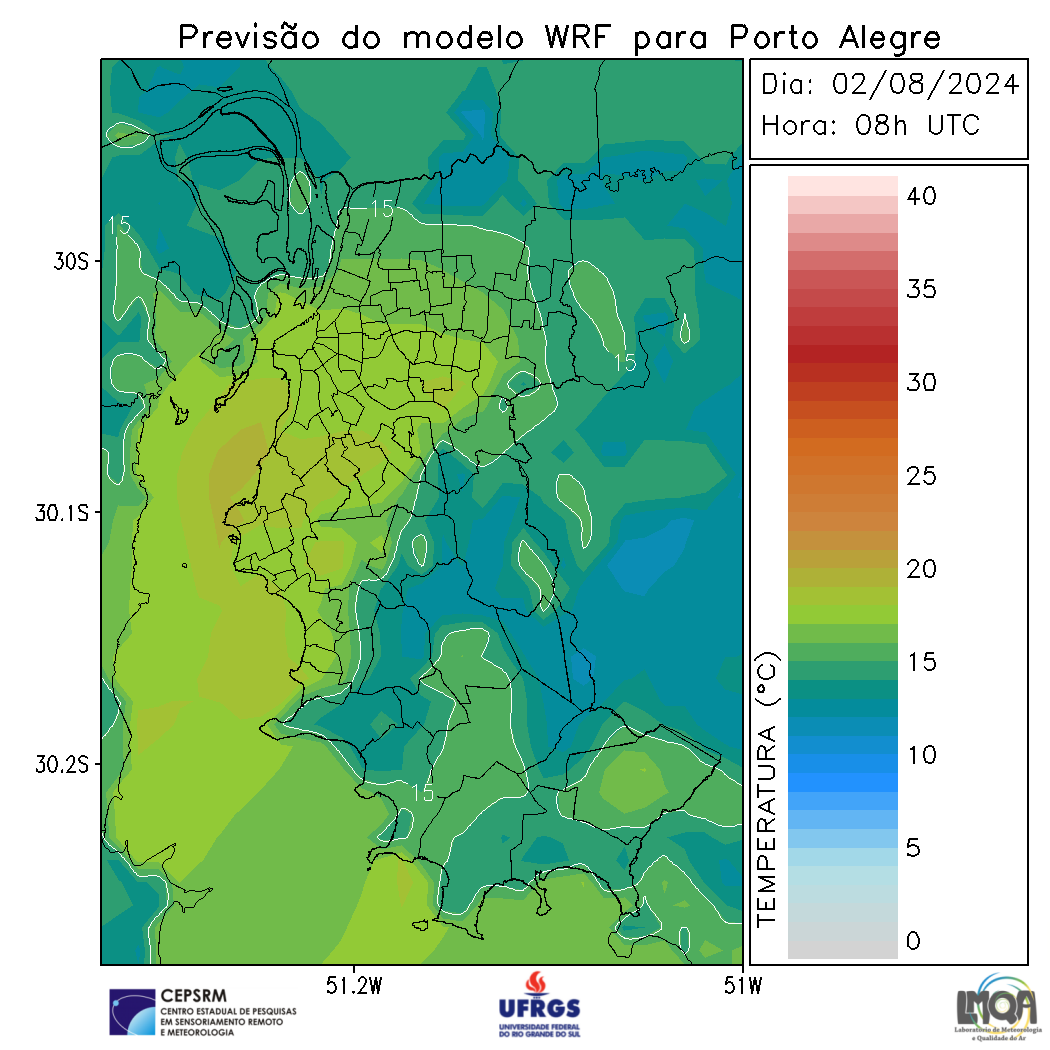 Previsão do modelo WRF para Porto Alegre
Dia: 02/08/2024
Hora: 08h UTC
15
15
15
15
30S
30.1S
30.2S
51.2W
51W
TEMPERATURA (°C)
40
35
30
25
20
15
10
5
0
CEPSRM
CENTRO ESTADUAL DE PESQUISAS
EM SENSORIAMENTO REMOTO
E METEOROLOGIA
UFRGS
UNIVERSIDADE FEDERAL
DO RIO GRANDE DO SUL
LMQA
Laboratório de Meteorologia
e Qualidade do Ar